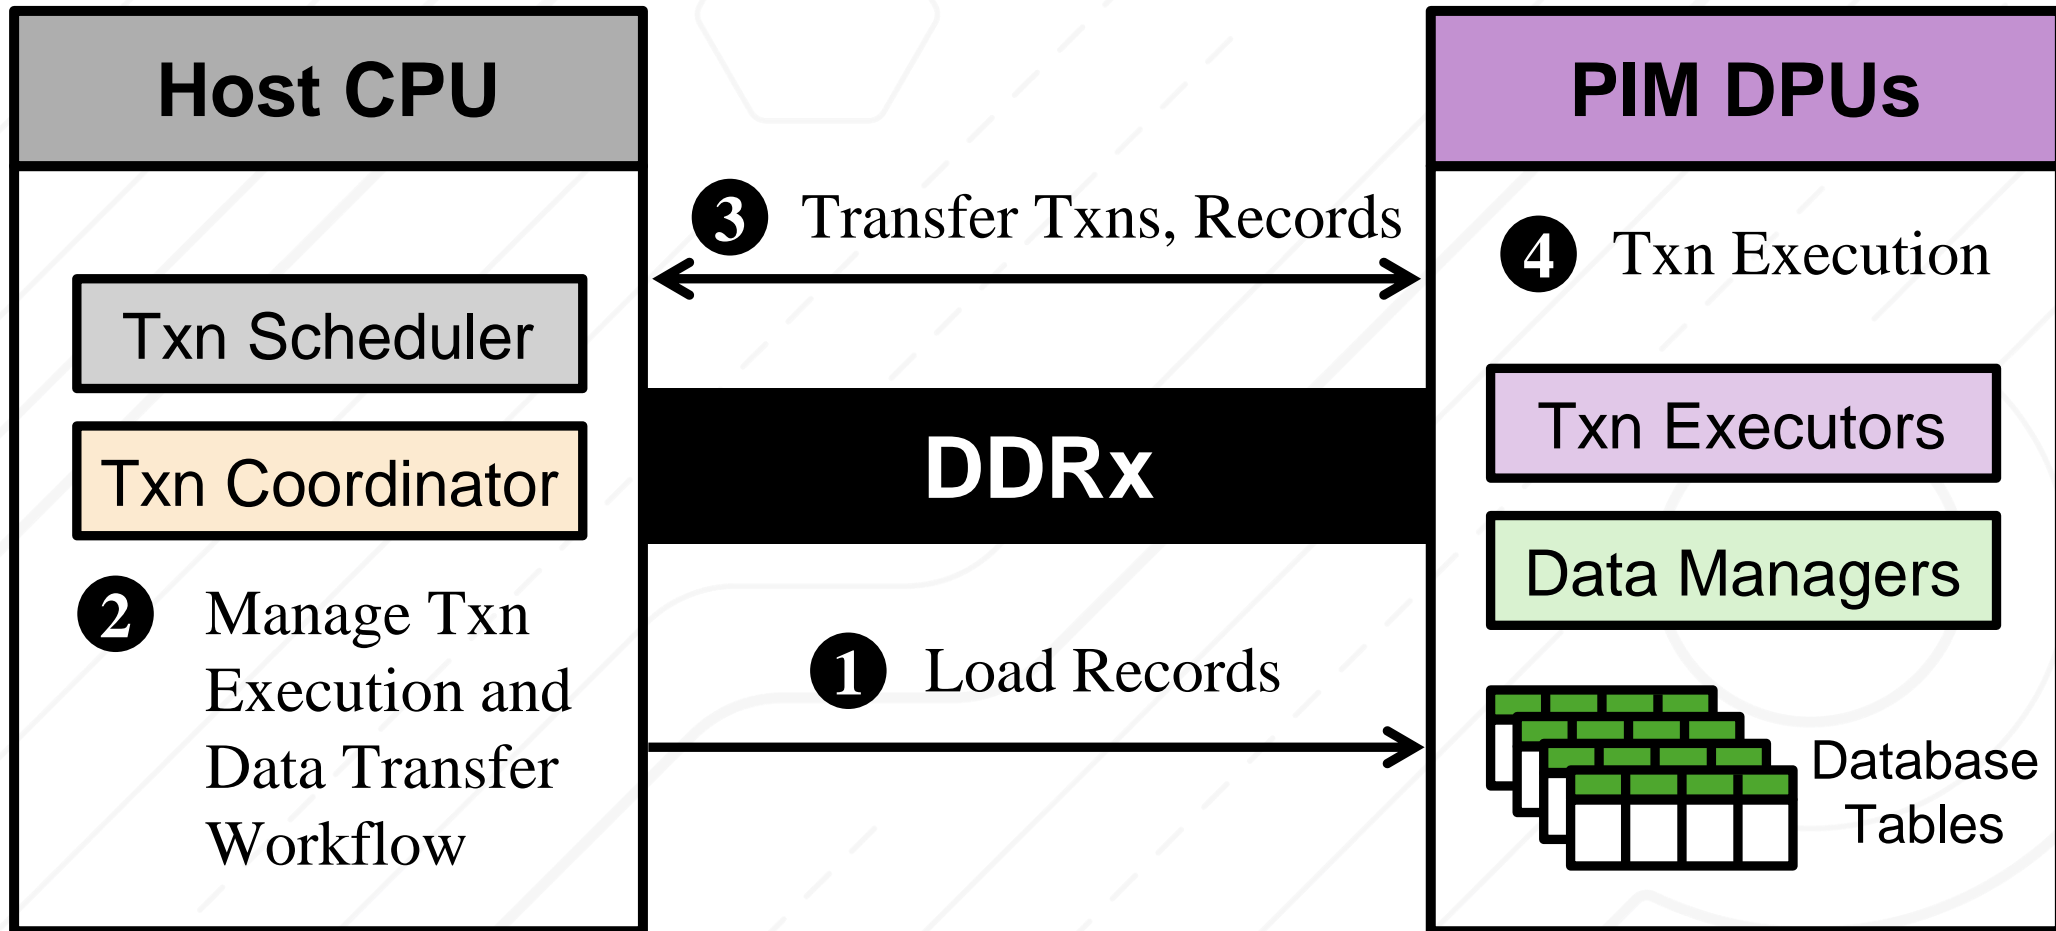 Host CPU
Txn Scheduler
Txn Coordinator
2 Manage Txn
Execution and
Data Transfer
Workflow
3 Transfer Txns, Records
DDRx
1 Load Records
PIM DPUs
4 Txn Execution
Txn Executors
Data Managers
Database
Tables